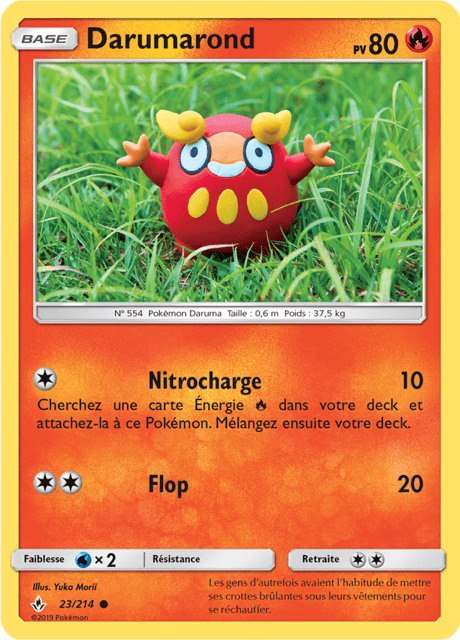 BASE Darumarond PV 80
N° 554 Pokémon Daruma Taille : 0,6 m Poids : 37,5 kg
Nitrocharge 10
Cherchez une carte Énergie dans votre deck et
attachez-la à ce Pokémon. Mélangez ensuite votre deck.
Flop 20
Faiblesse × 2 Résistance Retraite
Illus. Yuka Morii
23/214
©2019 Pokémon
Les gens d'autrefois avaient l'habitude de mettre
ses crottes brûlantes sous leurs vêtements pour
se réchauffer.